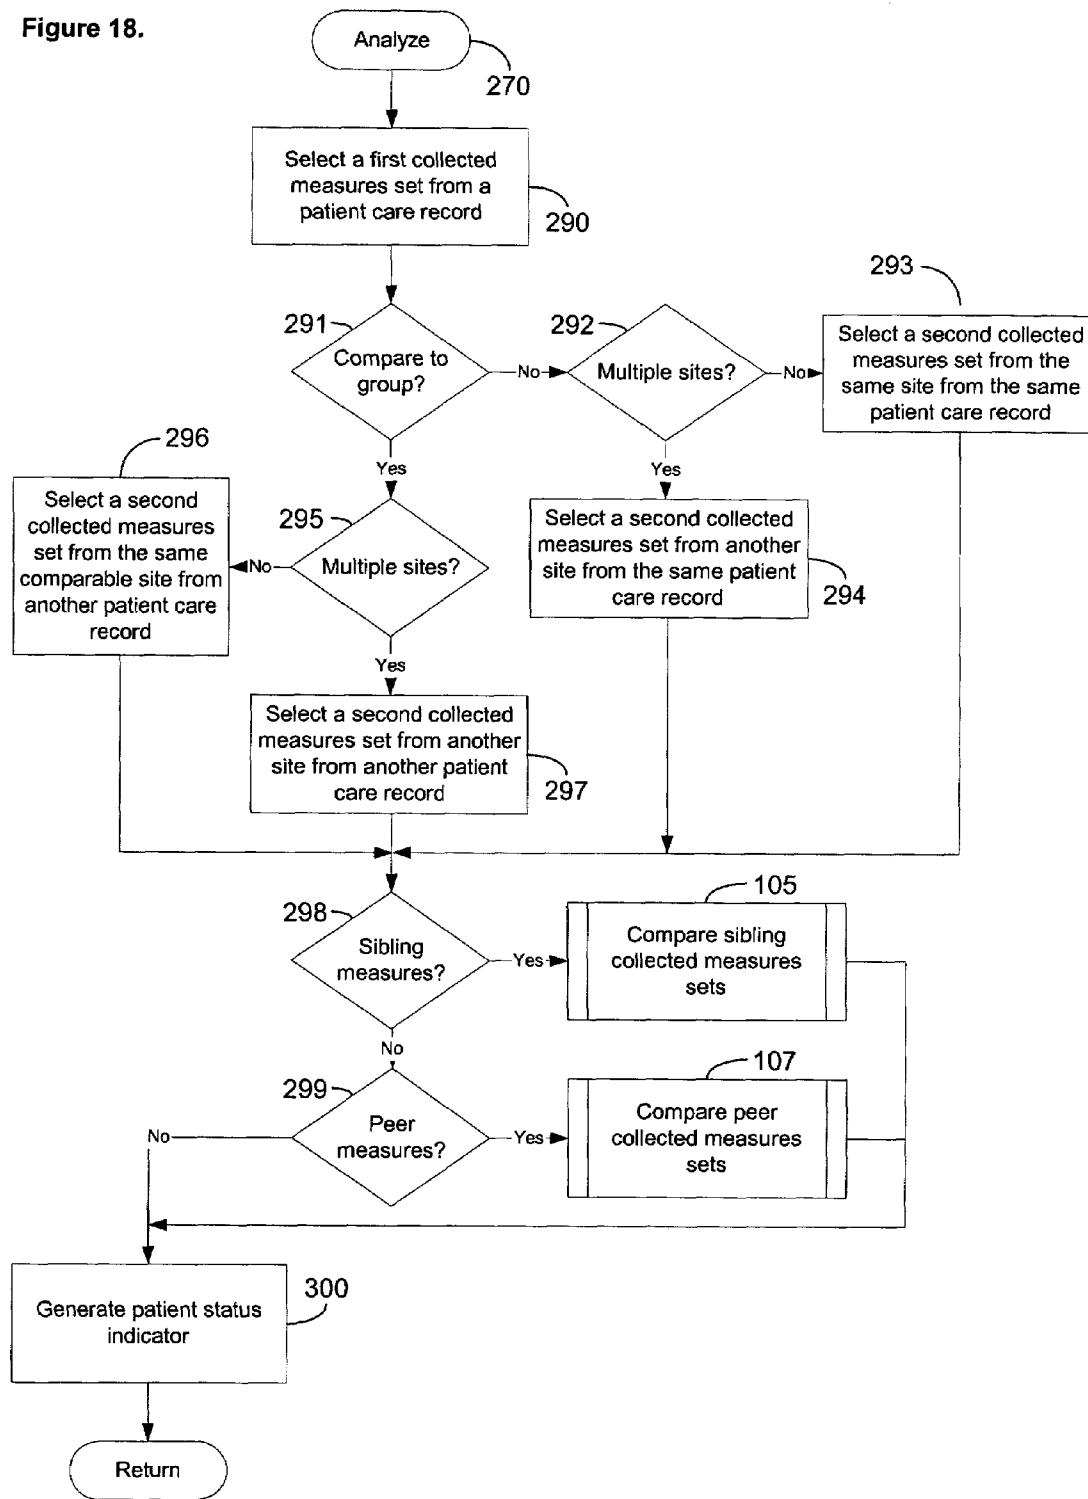 Figure 18.
Analyze
270
Select a first collected
measures set from a
patient care record
290
291
Compare to
group?
No
292
Multiple sites?
No
293
Select a second collected
measures set from the
same site from the same
patient care record
Yes
Yes
296
Select a second
collected measures
set from the same
comparable site from
another patient care
record
No
295
Multiple sites?
Select a second collected
measures set from another
site from the same patient
care record
294
Yes
Select a second collected
measures set from another
site from another patient
care record
297
298
Sibling
measures?
Yes
105
Compare sibling
collected measures
sets
No
299
Peer
measures?
No
Yes
107
Compare peer
collected measures
sets
Generate patient status
indicator
300
Return